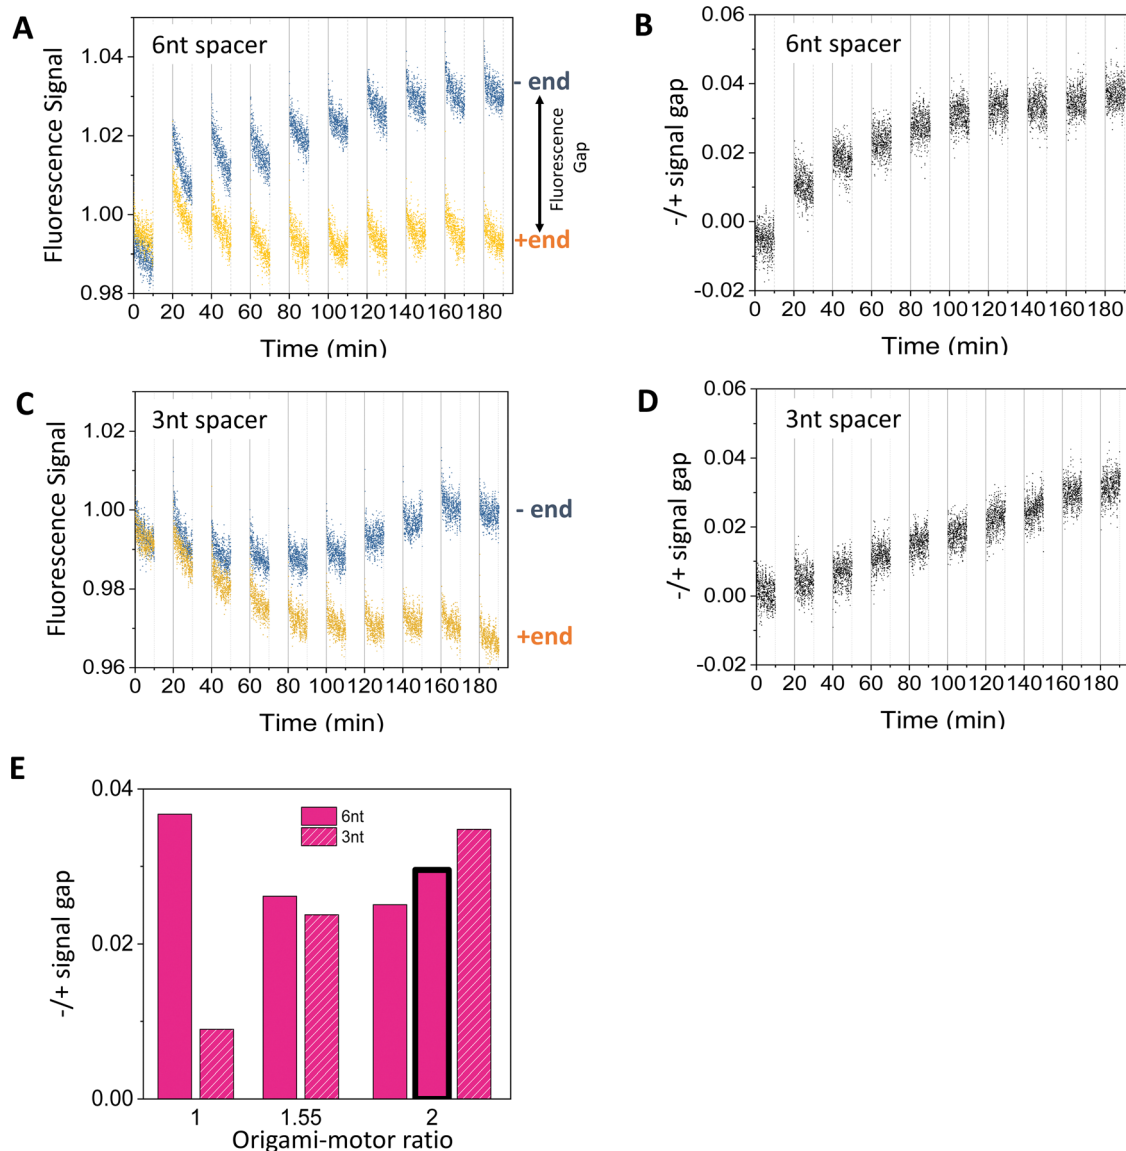 A
6nt spacer
Fluorescence Signal
1.04
1.02
1.00
0.98
0 20 40 60 80 100 120 140 160 180
Time (min)
- end
Fluorescence
Gap
+end
B
6nt spacer
-/+ signal gap
0.06
0.04
0.02
0.00
-0.02
0 20 40 60 80 100 120 140 160 180
Time (min)
C
3nt spacer
Fluorescence Signal
1.02
1.00
0.98
0.96
0 20 40 60 80 100 120 140 160 180
Time (min)
- end
+end
D
3nt spacer
-/+ signal gap
0.06
0.04
0.02
0.00
-0.02
0 20 40 60 80 100 120 140 160 180
Time (min)
E
-/+ signal gap
0.04
0.02
0.00
6nt
3nt
1 1.55 2
Origami-motor ratio